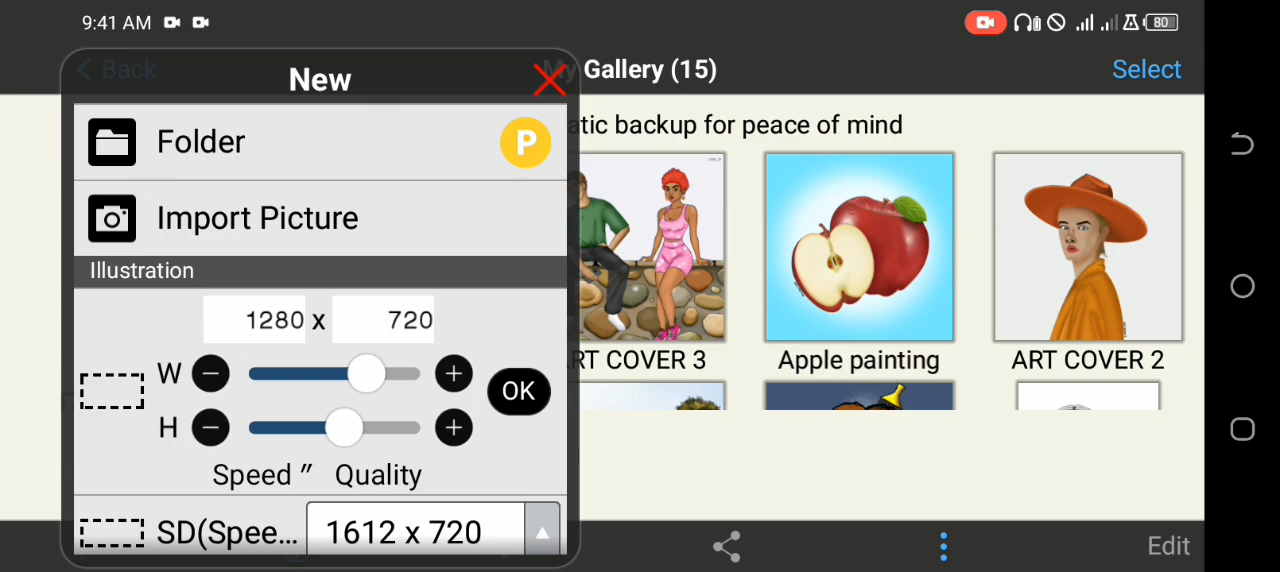 9:41 AM
80
Back
New
My Gallery (15)
Select
Folder
P
atic backup for peace of mind
Import Picture
Illustration
1280 x 720
W
OK
H
Speed ″ Quality
RT COVER 3
Apple painting
ART COVER 2
SD(Spee...
1612 x 720
Edit